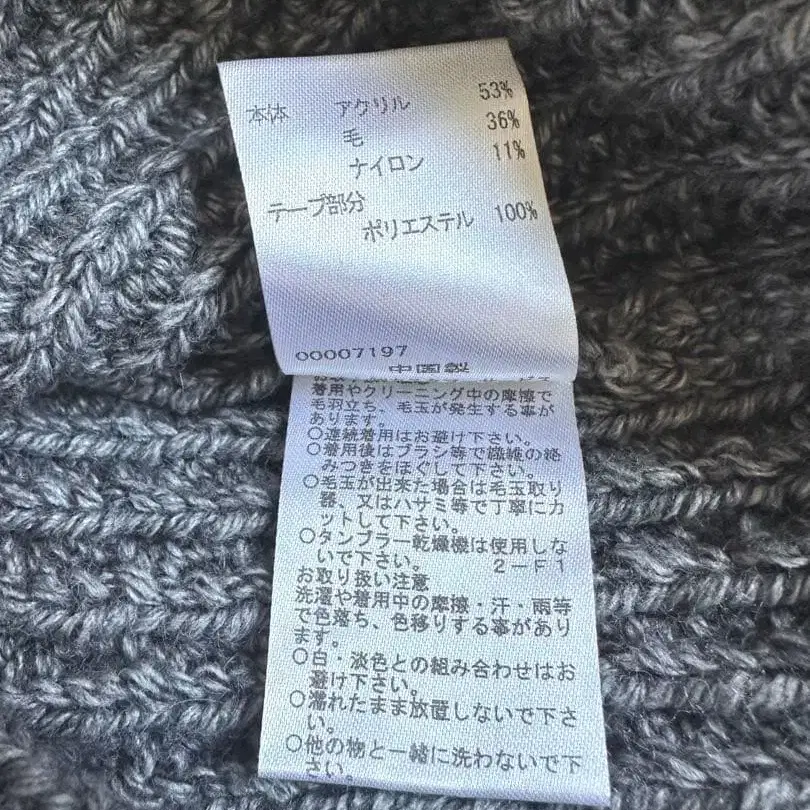 本体 アクリル 53%
毛 36%
ナイロン 11%
テープ部分
ポリエステル 100%
00007197
中国製
着用やクリーニング中の摩擦で
毛羽立ち、毛玉が発生する事が
あります。
○連続着用はお避け下さい。
○着用後はブラシ等で繊維の絡
みつきをほぐして下さい。
○毛玉が出来た場合は毛玉取り
器、又はハサミ等で丁寧にカ
ットして下さい。
○タンブラー乾燥機は使用しな
いで下さい。 2-F1
お取り扱い注意
洗濯や着用中の摩擦・汗・雨等
で色落ち、色移りする事があり
ます。
○白・淡色との組み合わせはお
避け下さい。
○濡れたまま放置しないで下さ
い。
○他の物と一緒に洗わないで下
さい。